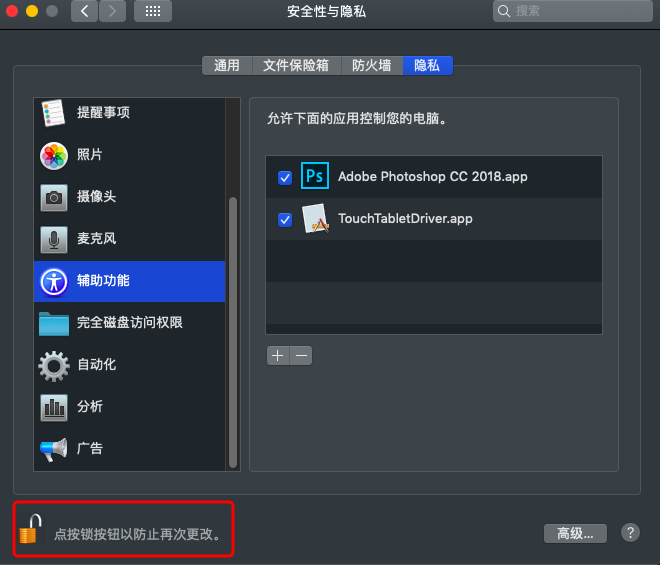 安全性与隐私
搜索
通用
文件保险箱
防火墙
隐私
提醒事项
照片
摄像头
麦克风
辅助功能
完全磁盘访问权限
自动化
分析
广告
允许下面的应用控制您的电脑。
Ps
Adobe Photoshop CC 2018.app
TouchTabletDriver.app
点按锁按钮以防止再次更改。
高级...
?